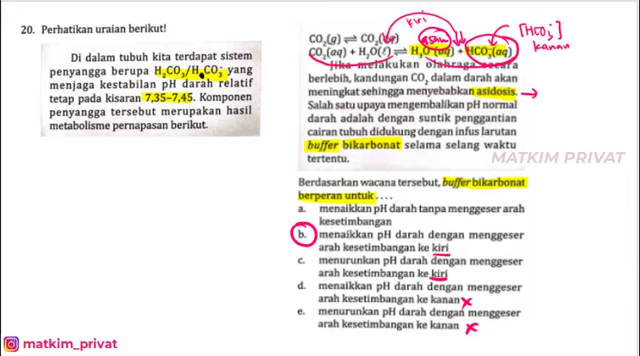 20. Perhatikan uraian berikut!
Di dalam tubuh kita terdapat sistem
penyangga berupa H₂CO₃/HCO₃⁻ yang
menjaga kestabilan pH darah relatif
tetap pada kisaran 7,35–7,45. Komponen
penyangga tersebut merupakan hasil
metabolisme pernapasan berikut.
kiri
CO₂(g) ⇌ CO₂(aq)
asam
[HCO₃⁻]
kanan
CO₂(aq) + H₂O(ℓ) ⇌ H₃O⁺(aq) + HCO₃⁻(aq)
Jika melakukan olahraga secara
berlebih, kandungan CO₂ dalam darah akan
meningkat sehingga menyebabkan asidosis.
Salah satu upaya mengembalikan pH normal
darah adalah dengan suntik penggantian
cairan tubuh didukung dengan infus larutan
buffer bikarbonat selama selang waktu
tertentu.
MATKIM PRIVAT
Berdasarkan wacana tersebut, buffer bikarbonat
berperan untuk . . . .
a. menaikkan pH darah tanpa menggeser arah
kesetimbangan
b. menaikkan pH darah dengan menggeser
arah kesetimbangan ke kiri
c. menurunkan pH darah dengan menggeser
arah kesetimbangan ke kiri
d. menaikkan pH darah dengan menggeser
arah kesetimbangan ke kanan
e. menurunkan pH darah dengan menggeser
arah kesetimbangan ke kanan
matkim_privat